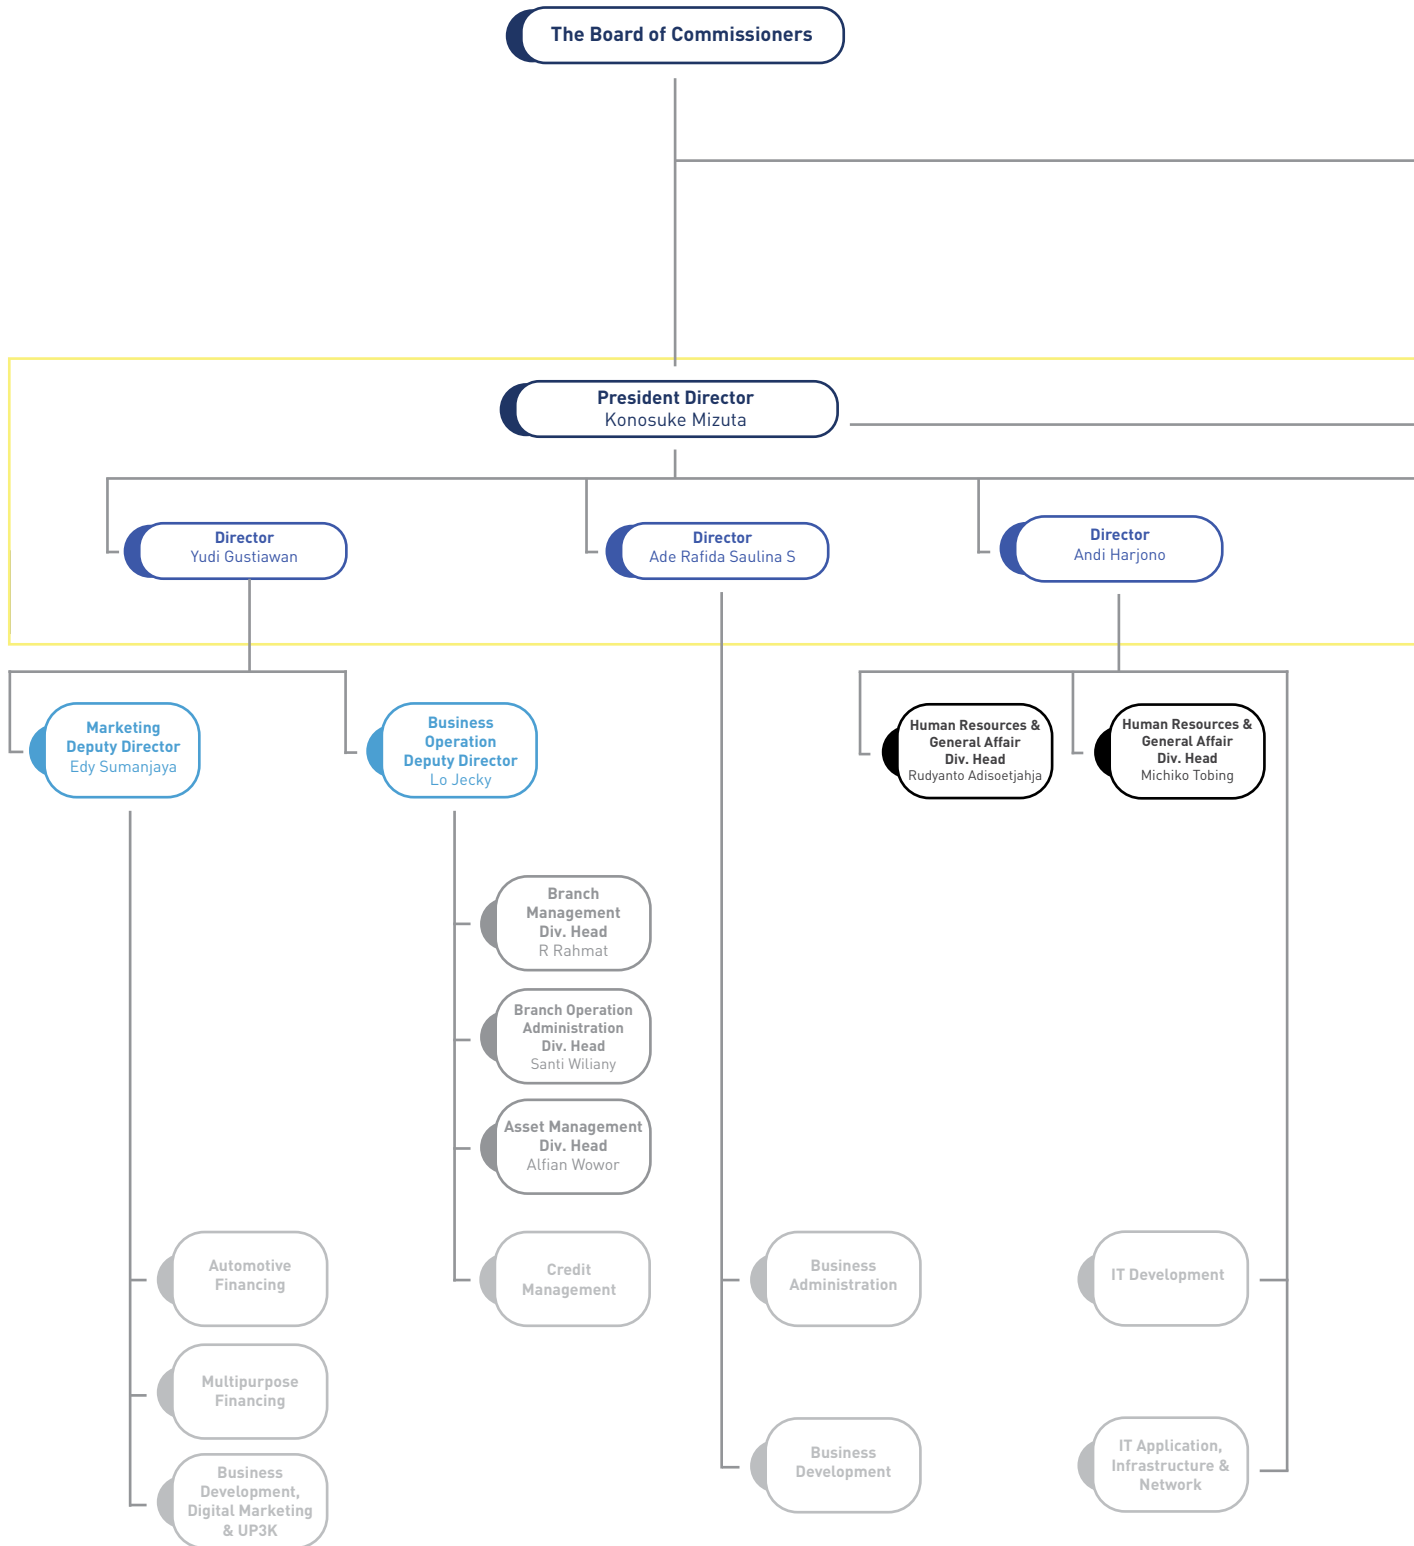 The Board of Commissioners
President Director
Konosuke Mizuta
Director
Yudi Gustiawan
Director
Ade Rafida Saulina S
Director
Andi Harjono
Marketing
Deputy Director
Edy Sumanjaya
Business
Operation
Deputy Director
Lo Jecky
Human Resources &
General Affair
Div. Head
Rudyanto Adisoetjahja
Human Resources &
General Affair
Div. Head
Michiko Tobing
Branch
Management
Div. Head
R Rahmat
Branch Operation
Administration
Div. Head
Santi Wiliany
Asset Management
Div. Head
Alfian Wowor
Automotive
Financing
Credit
Management
Business
Administration
IT Development
Multipurpose
Financing
Business
Development,
Digital Marketing
& UP3K
Business
Development
IT Application,
Infrastructure &
Network